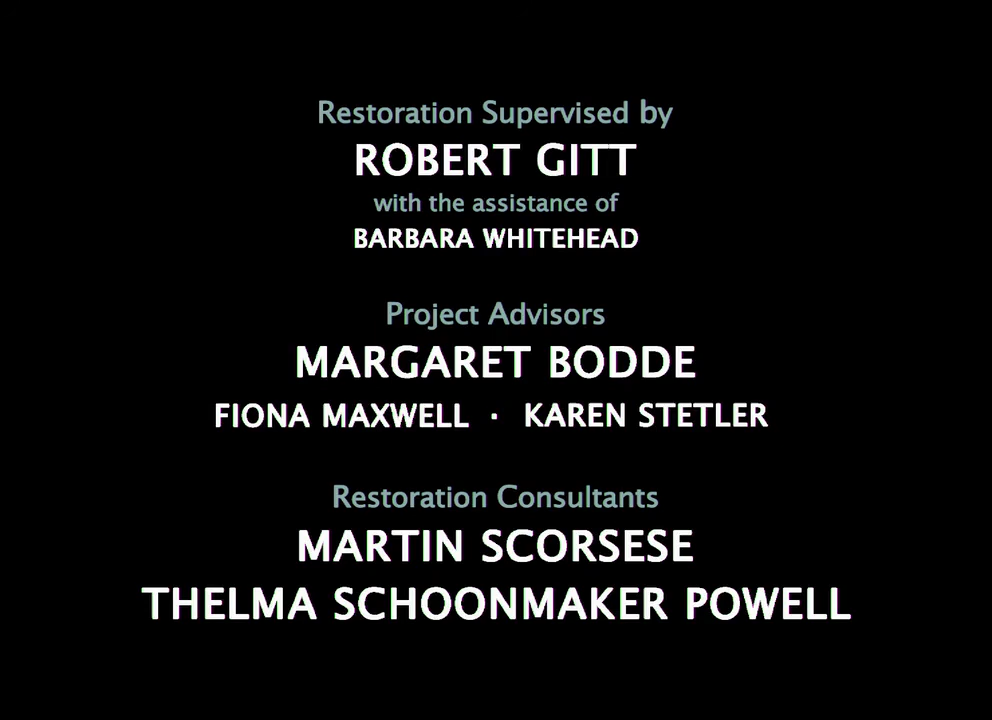 Restoration Supervised by
ROBERT GITT
with the assistance of
BARBARA WHITEHEAD
Project Advisors
MARGARET BODDE
FIONA MAXWELL · KAREN STETLER
Restoration Consultants
MARTIN SCORSESE
THELMA SCHOONMAKER POWELL